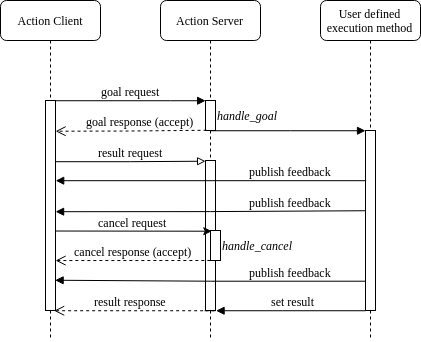 Action Client
Action Server
User defined
execution method
goal request
handle_goal
goal response (accept)
result request
publish feedback
publish feedback
cancel request
handle_cancel
cancel response (accept)
publish feedback
result response
set result